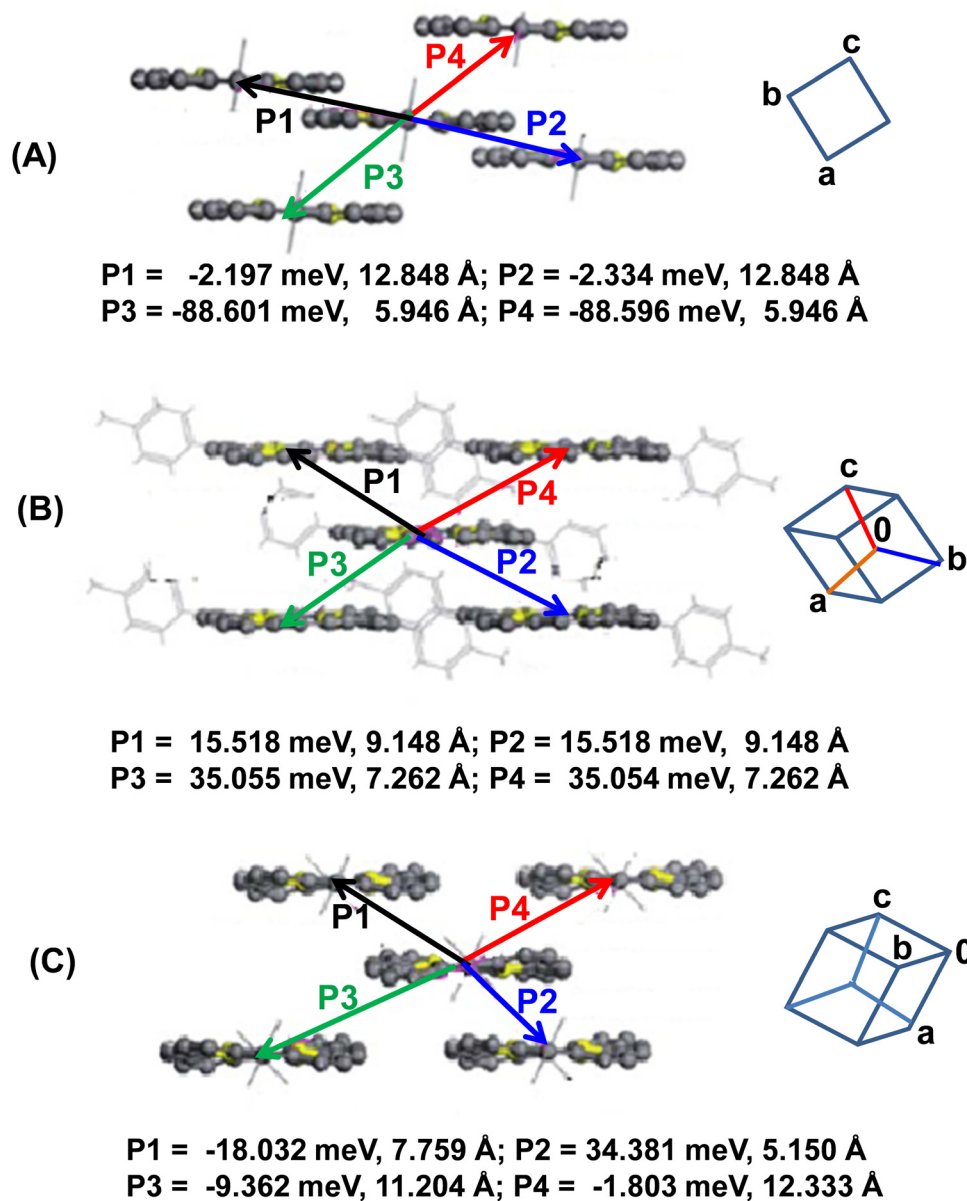 c
P4
b
P1
P2
(A)
P3
a
P1 = -2.197 meV, 12.848 Å; P2 = -2.334 meV, 12.848 Å
P3 = -88.601 meV, 5.946 Å; P4 = -88.596 meV, 5.946 Å
c
P1
P4
(B)
0
P3
P2
b
a
P1 = 15.518 meV, 9.148 Å; P2 = 15.518 meV, 9.148 Å
P3 = 35.055 meV, 7.262 Å; P4 = 35.054 meV, 7.262 Å
c
P1
P4
b
0
(C)
P3
P2
a
P1 = -18.032 meV, 7.759 Å; P2 = 34.381 meV, 5.150 Å
P3 = -9.362 meV, 11.204 Å; P4 = -1.803 meV, 12.333 Å